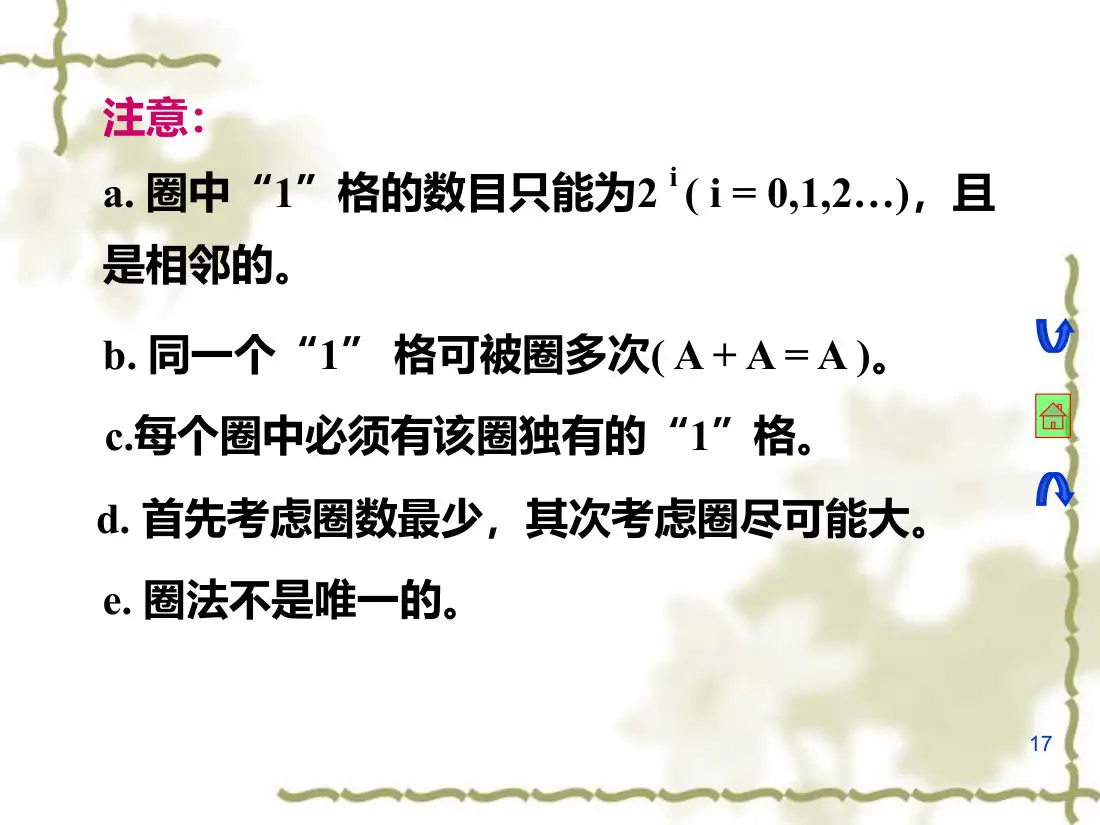 注意：
a. 圈中“1”格的数目只能为2 i ( i = 0,1,2…)，且
是相邻的。
b. 同一个“1” 格可被圈多次( A + A = A )。
c.每个圈中必须有该圈独有的“1”格。
d. 首先考虑圈数最少，其次考虑圈尽可能大。
e. 圈法不是唯一的。
17